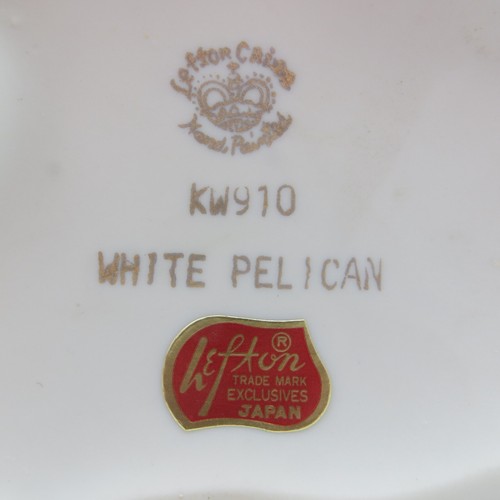 Lefton China
Hand Painted
KW910
WHITE PELICAN
Lefton ®
TRADE MARK
EXCLUSIVES
JAPAN